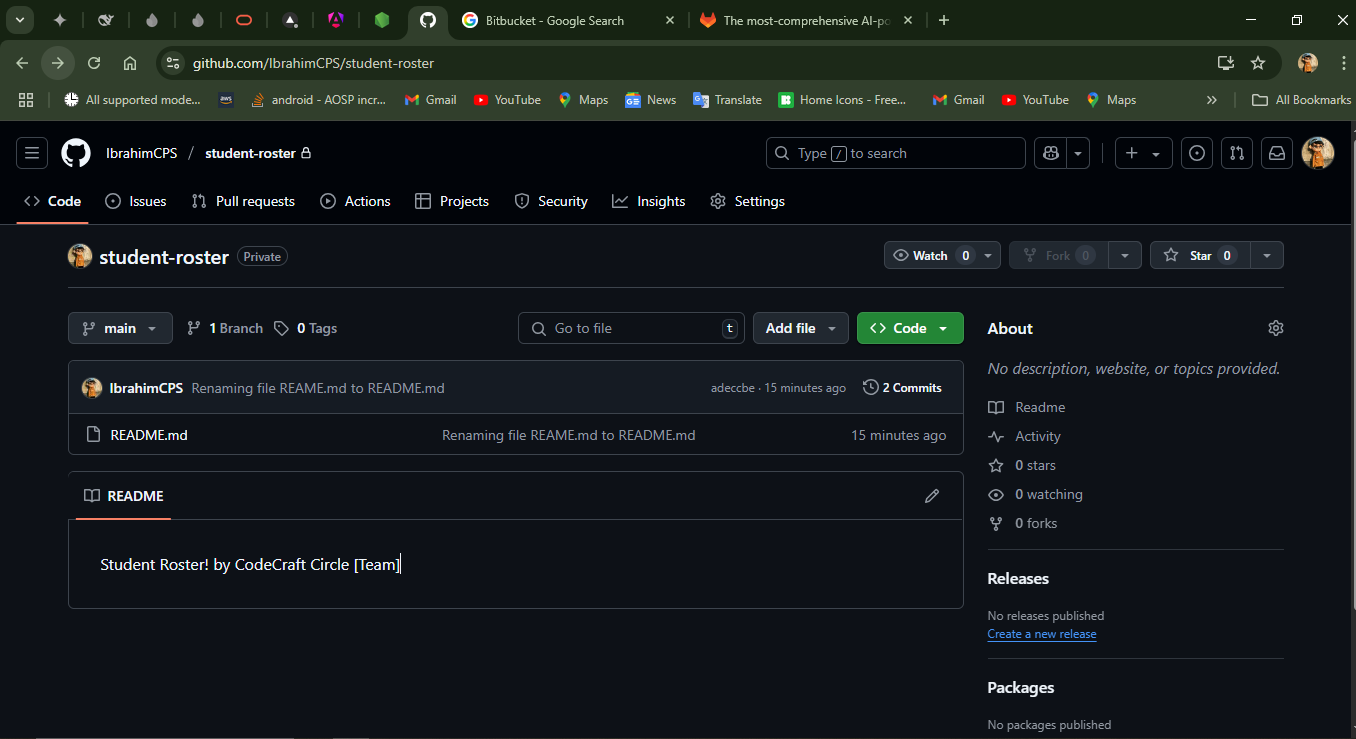 Bitbucket - Google Search
The most-comprehensive AI-po
github.com/IbrahimCPS/student-roster
All supported mode...
aws
android - AOSP incr...
Gmail
YouTube
Maps
News
Translate
Home Icons - Free...
Gmail
YouTube
Maps
All Bookmarks
IbrahimCPS / student-roster
Type / to search
Code
Issues
Pull requests
Actions
Projects
Security
Insights
Settings
student-roster Private
Watch 0
Fork 0
Star 0
main
1 Branch
0 Tags
Go to file t
Add file
Code
IbrahimCPS Renaming file REAME.md to README.md
adeccbe · 15 minutes ago
2 Commits
README.md
Renaming file REAME.md to README.md
15 minutes ago
README
Student Roster! by CodeCraft Circle [Team]
About
No description, website, or topics provided.
Readme
Activity
0 stars
0 watching
0 forks
Releases
No releases published
Create a new release
Packages
No packages published